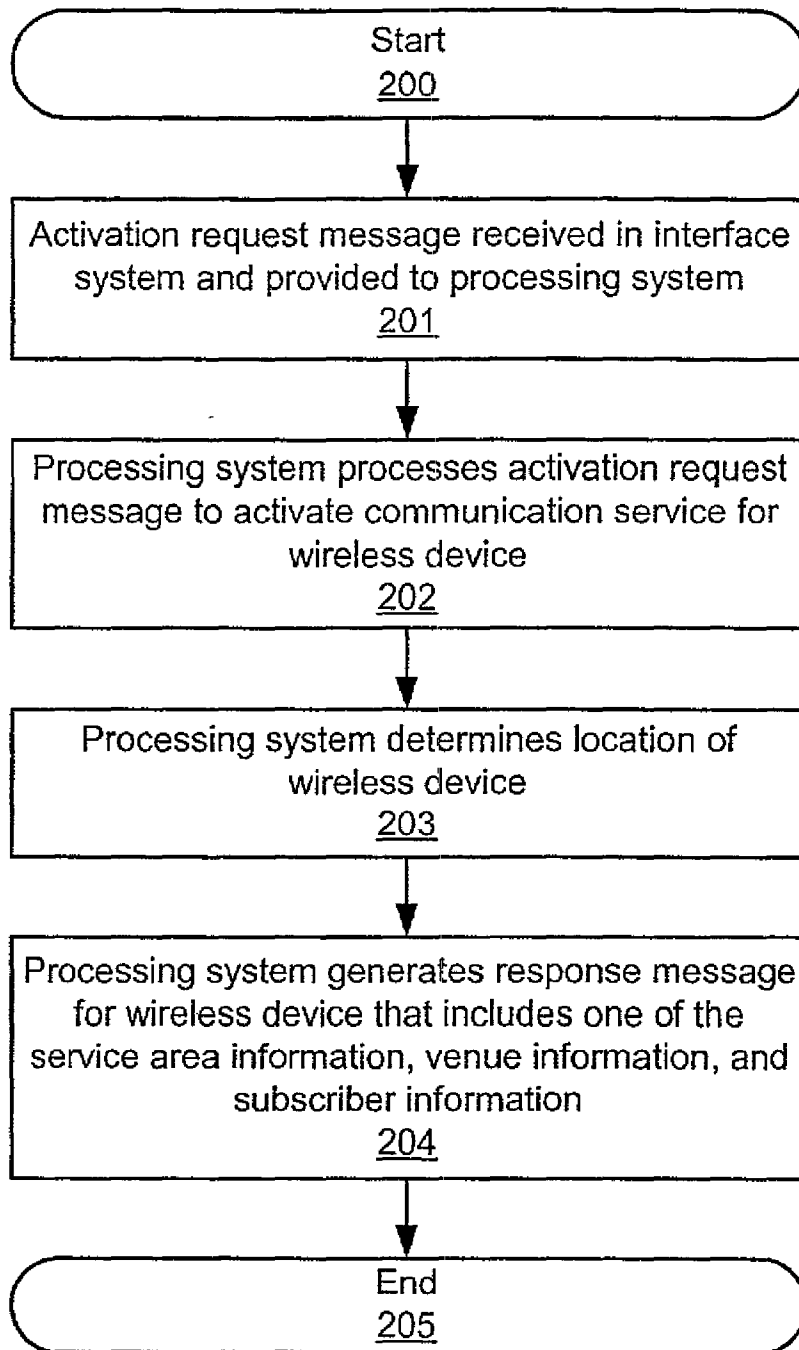 Start
200
Activation request message received in interface
system and provided to processing system
201
Processing system processes activation request
message to activate communication service for
wireless device
202
Processing system determines location of
wireless device
203
Processing system generates response message
for wireless device that includes one of the
service area information, venue information, and
subscriber information
204
End
205